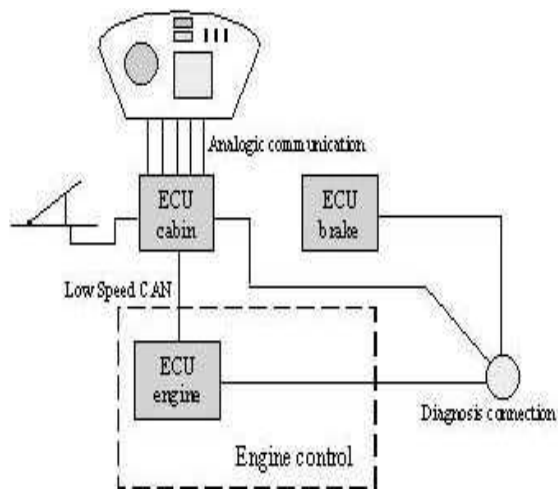 Analogic communication
ECU
cabin
ECU
brake
Low Speed CAN
ECU
engine
Diagnosis connection
Engine control